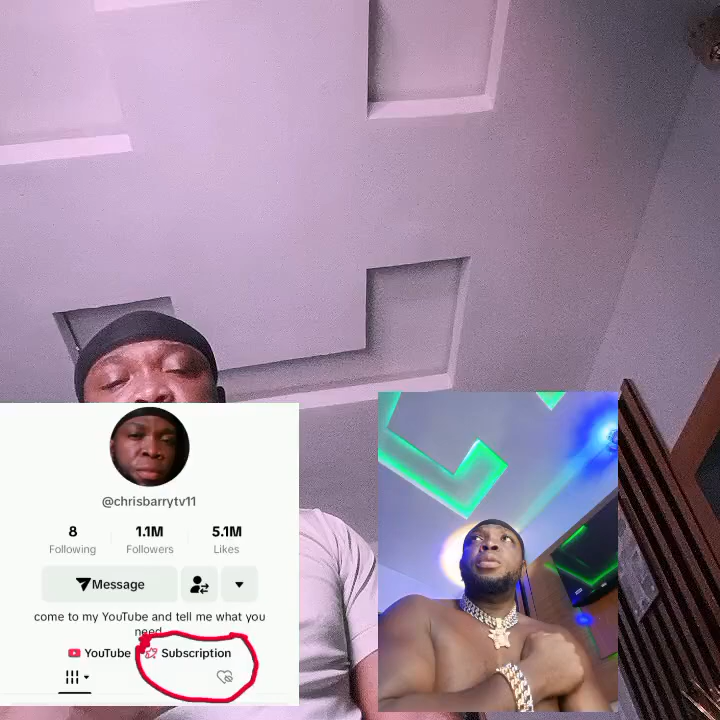 @chrisbarrytv11
8 1.1M 5.1M
Following Followers Likes
Message
come to my YouTube and tell me what you
need
YouTube Subscription